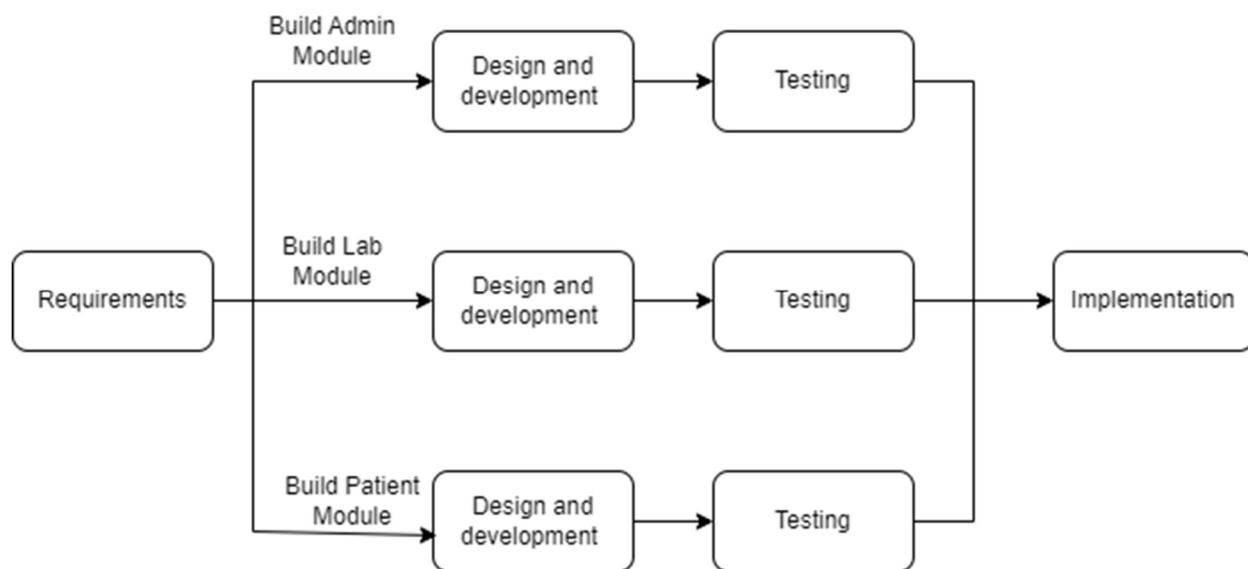 Build Admin
Module
Design and
development
Testing
Requirements
Build Lab
Module
Design and
development
Testing
Implementation
Build Patient
Module
Design and
development
Testing